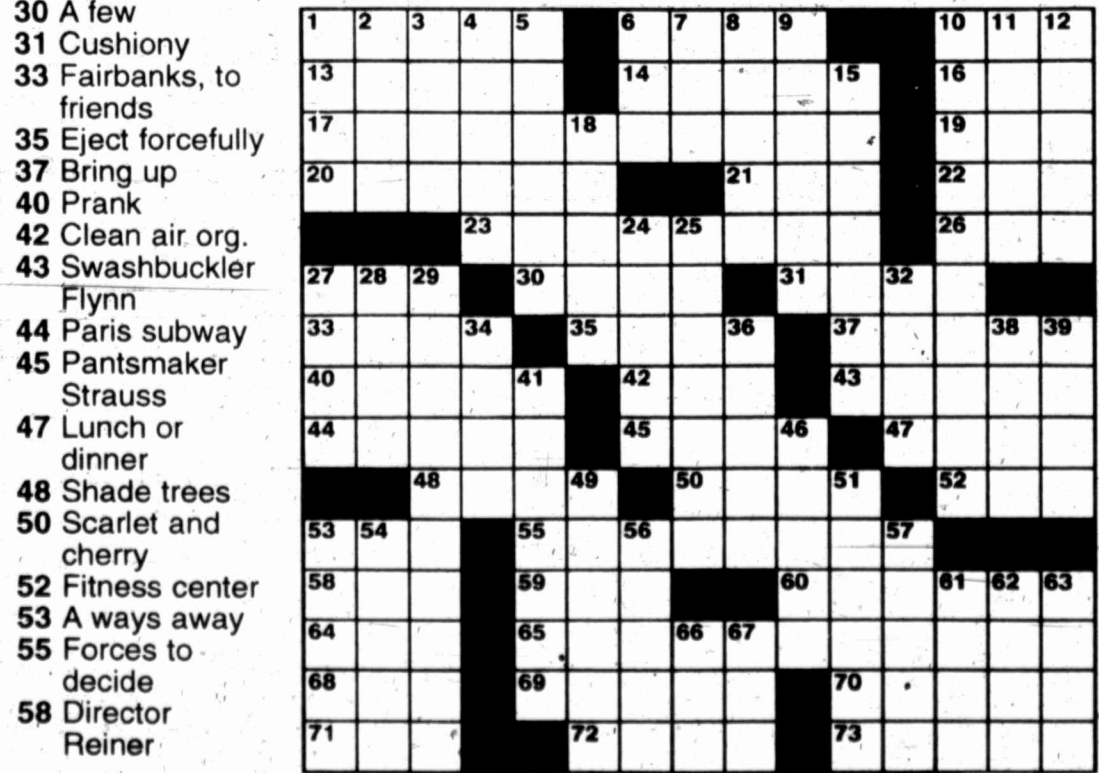 30 A few
31 Cushiony
33 Fairbanks, to
friends
35 Eject forcefully
37 Bring up
40 Prank
42 Clean air org.
43 Swashbuckler
Flynn
44 Paris subway
45 Pantsmaker
Strauss
47 Lunch or
dinner
48 Shade trees
50 Scarlet and
cherry
52 Fitness center
53 A ways away
55 Forces to
decide
58 Director
Reiner
1 2 3 4 5 6 7 8 9 10 11 12
13 14 15 16
17 18 19
20 21 22
23 24 25 26
27 28 29 30 31 32
33 34 35 36 37 38 39
40 41 42 43
44 45 46 47
48 49 50 51 52
53 54 55 56 57
58 59 60 61 62 63
64 65 66 67
68 69 70
71 72 73